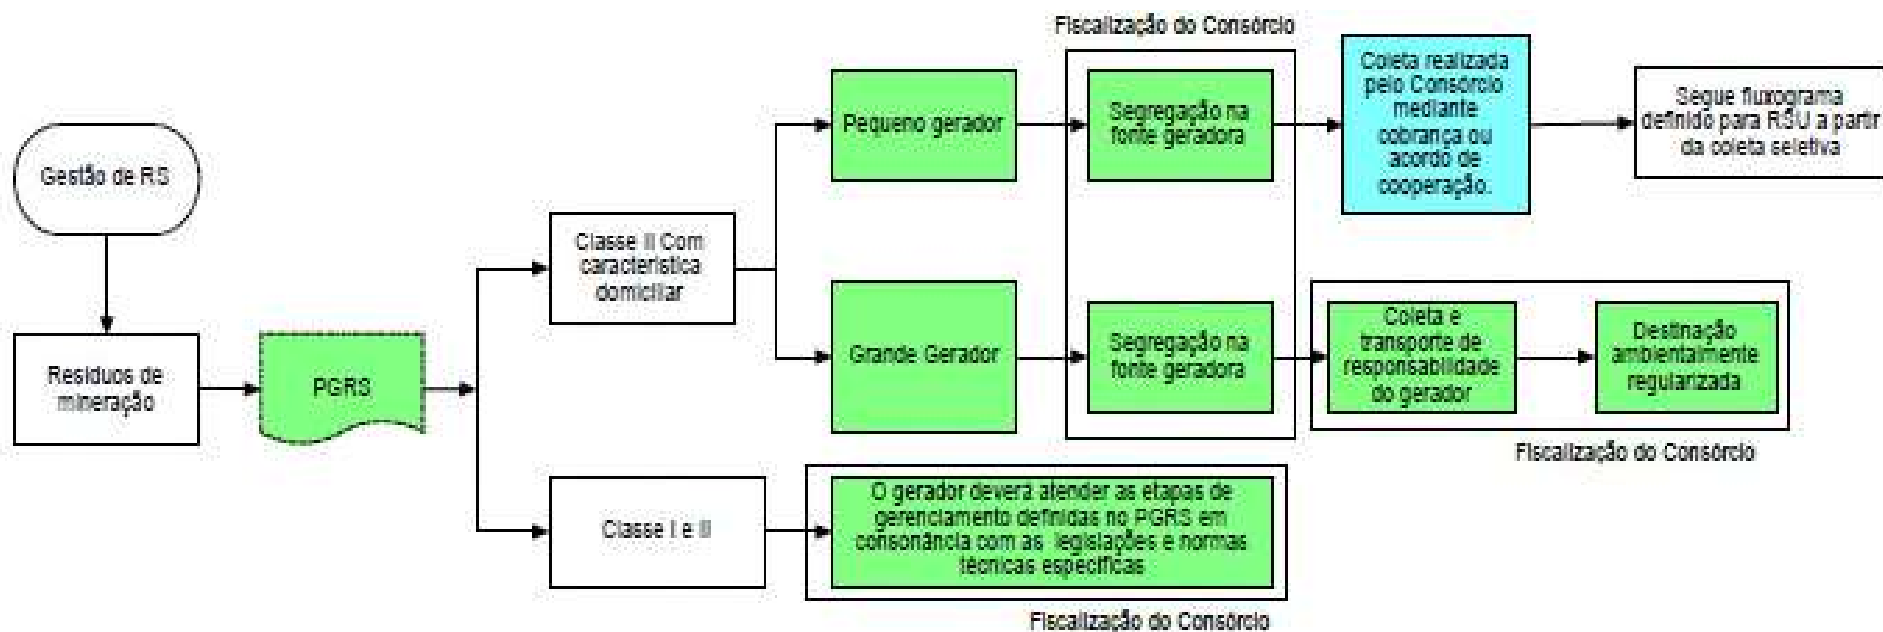 Fiscalização do Consórcio
Gestão de RS
Resíduos de
mineração
PGRS
Classe II Com
característica
domiciliar
Pequeno gerador
Segregação na
fonte geradora
Coleta realizada
pelo Consórcio
mediante
cobrança ou
acordo de
cooperação.
Segue fluxograma
definido para RSU a partir
da coleta seletiva
Grande Gerador
Segregação na
fonte geradora
Coleta e
transporte de
responsabilidade
do gerador
Destinação
ambientalmente
regularizada
Fiscalização do Consórcio
Classe I e II
O gerador deverá atender as etapas de
gerenciamento definidas no PGRS em
consonância com as legislações e normas
técnicas específicas
Fiscalização do Consórcio